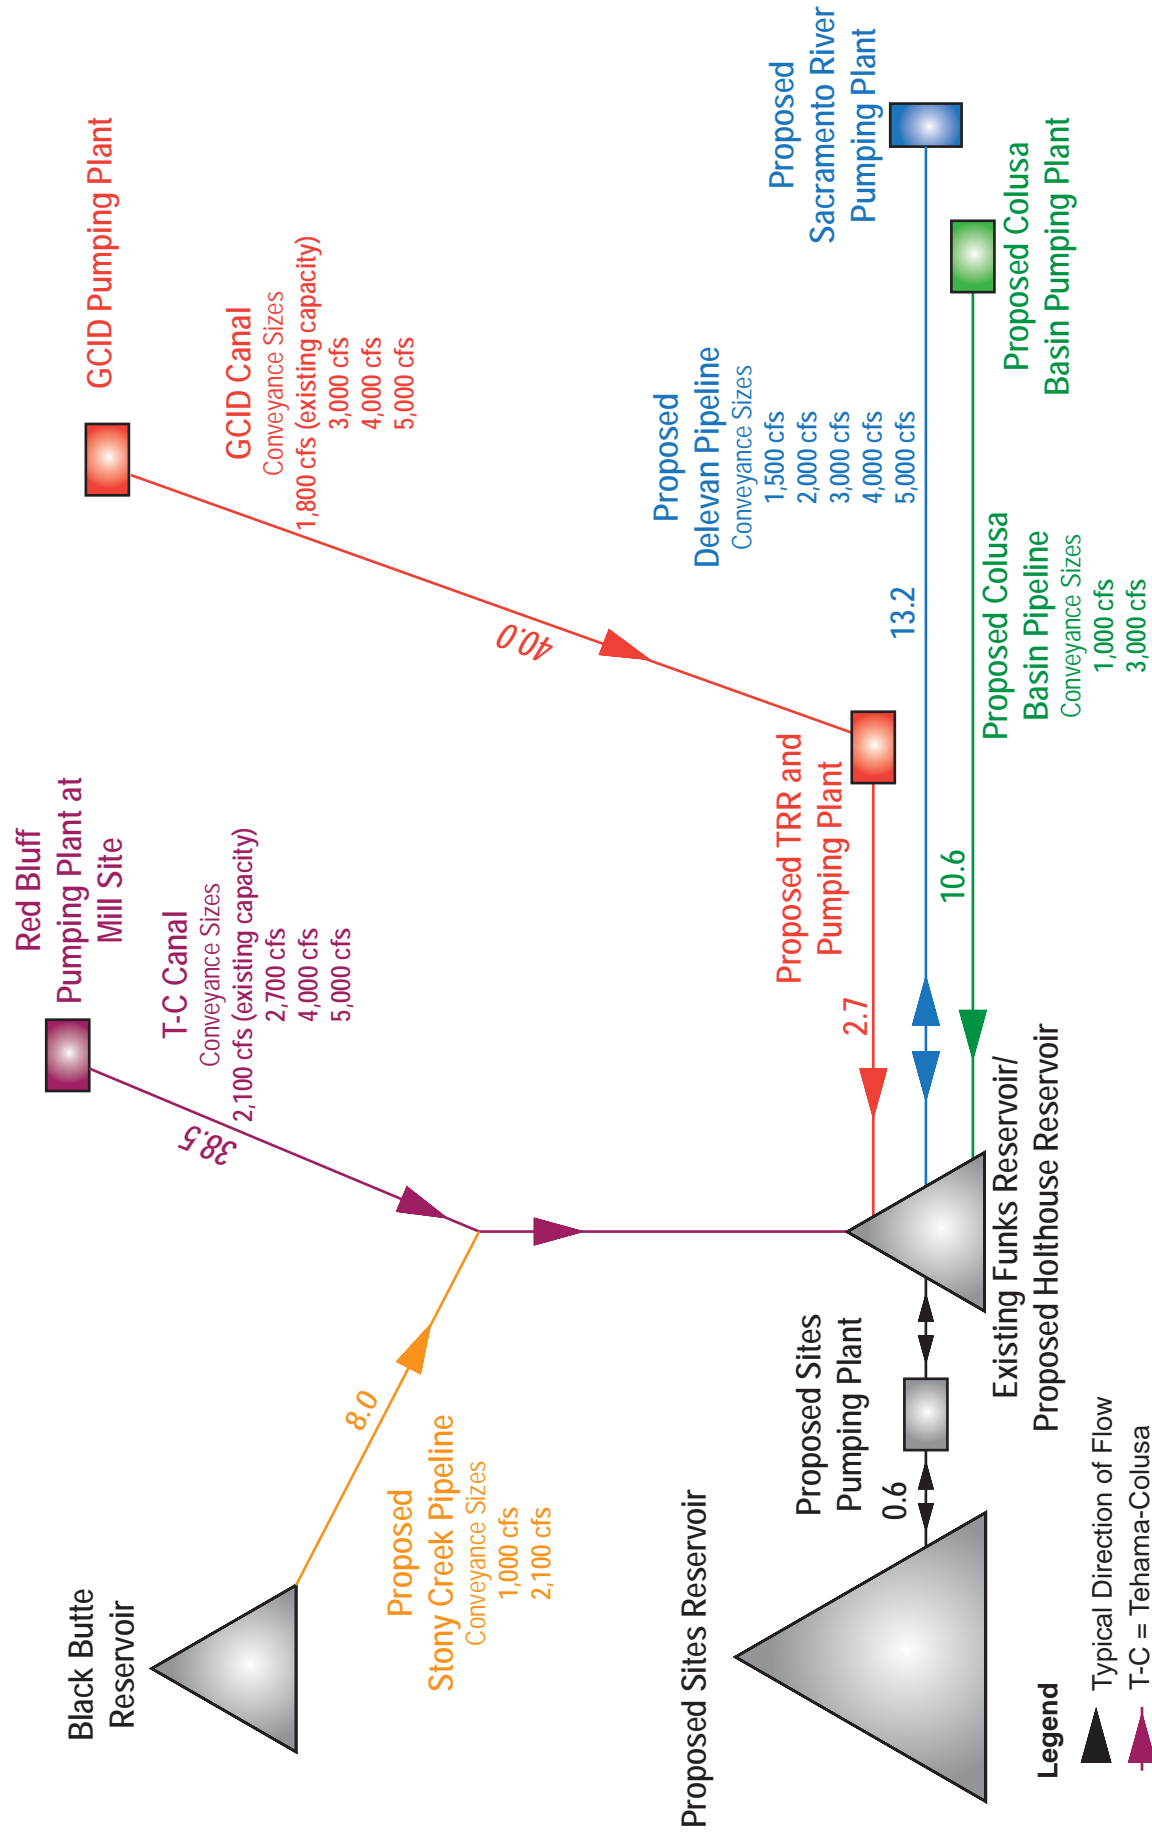 Red Bluff
Pumping Plant at
Mill Site
GCID Pumping Plant
Black Butte
Reservoir
T-C Canal
Conveyance Sizes
2,100 cfs (existing capacity)
2,700 cfs
4,000 cfs
5,000 cfs
38.5
GCID Canal
Conveyance Sizes
1,800 cfs (existing capacity)
3,000 cfs
4,000 cfs
5,000 cfs
40.0
8.0
Proposed
Stony Creek Pipeline
Conveyance Sizes
1,000 cfs
2,100 cfs
Proposed
Delevan Pipeline
Conveyance Sizes
1,500 cfs
2,000 cfs
3,000 cfs
4,000 cfs
5,000 cfs
13.2
Proposed
Sacramento River
Pumping Plant
Proposed TRR and
Pumping Plant
2.7
Proposed Sites Reservoir
Proposed Sites
Pumping Plant
0.6
10.6
Existing Funks Reservoir/
Proposed Holthouse Reservoir
Proposed Colusa
Basin Pipeline
Conveyance Sizes
1,000 cfs
3,000 cfs
Proposed Colusa
Basin Pumping Plant
Legend
Typical Direction of Flow
T-C = Tehama-Colusa